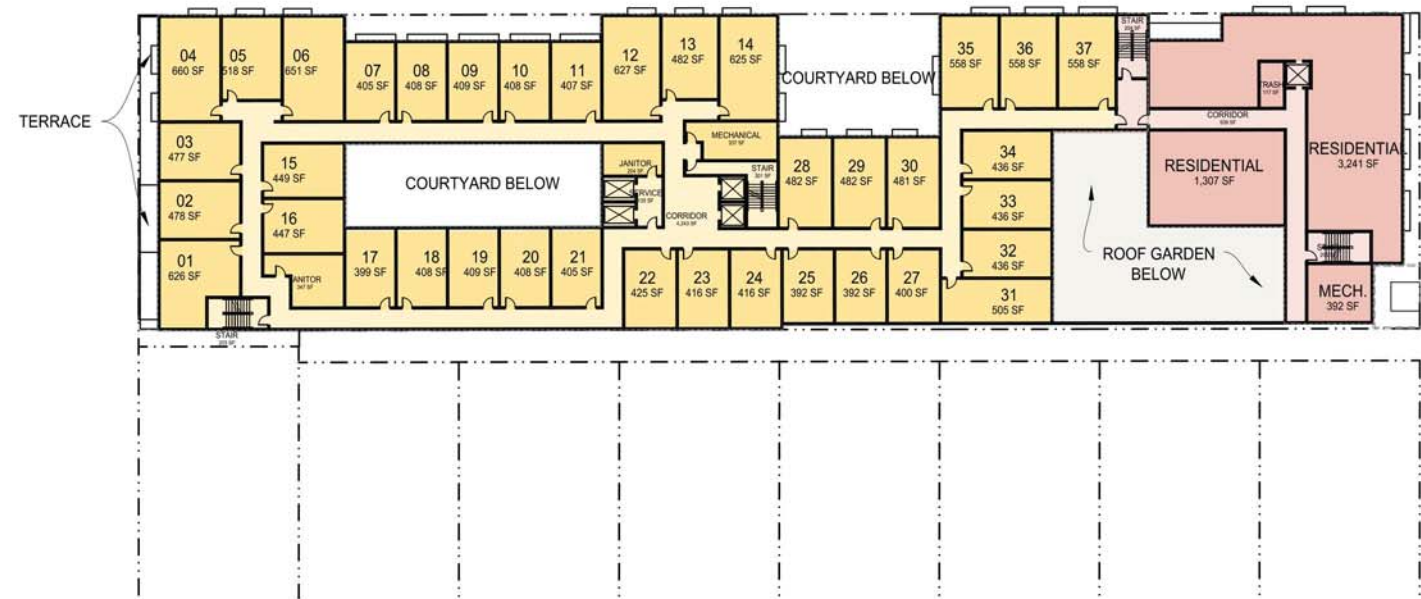 TERRACE
04
660 SF
05
518 SF
06
651 SF
07
405 SF
08
408 SF
09
409 SF
10
408 SF
11
407 SF
12
627 SF
13
482 SF
14
625 SF
COURTYARD BELOW
35
558 SF
36
558 SF
37
558 SF
STAIR
TRASH
117 SF
CORRIDOR
RESIDENTIAL
3,241 SF
RESIDENTIAL
1,307 SF
03
477 SF
02
478 SF
01
626 SF
15
449 SF
16
447 SF
JANITOR
347 SF
COURTYARD BELOW
JANITOR
SERVICE
MECHANICAL
STAIR
CORRIDOR
28
482 SF
29
482 SF
30
481 SF
34
436 SF
33
436 SF
32
436 SF
31
505 SF
17
399 SF
18
408 SF
19
409 SF
20
408 SF
21
405 SF
22
425 SF
23
416 SF
24
416 SF
25
392 SF
26
392 SF
27
400 SF
ROOF GARDEN
BELOW
MECH.
392 SF
STAIR